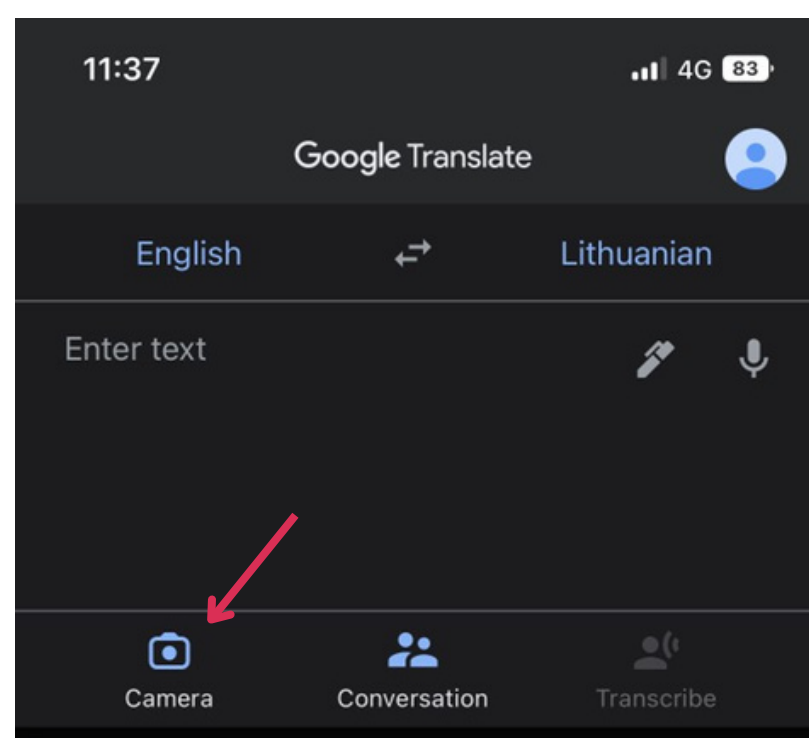 11:37 4G 83
Google Translate
English Lithuanian
Enter text
Camera Conversation Transcribe